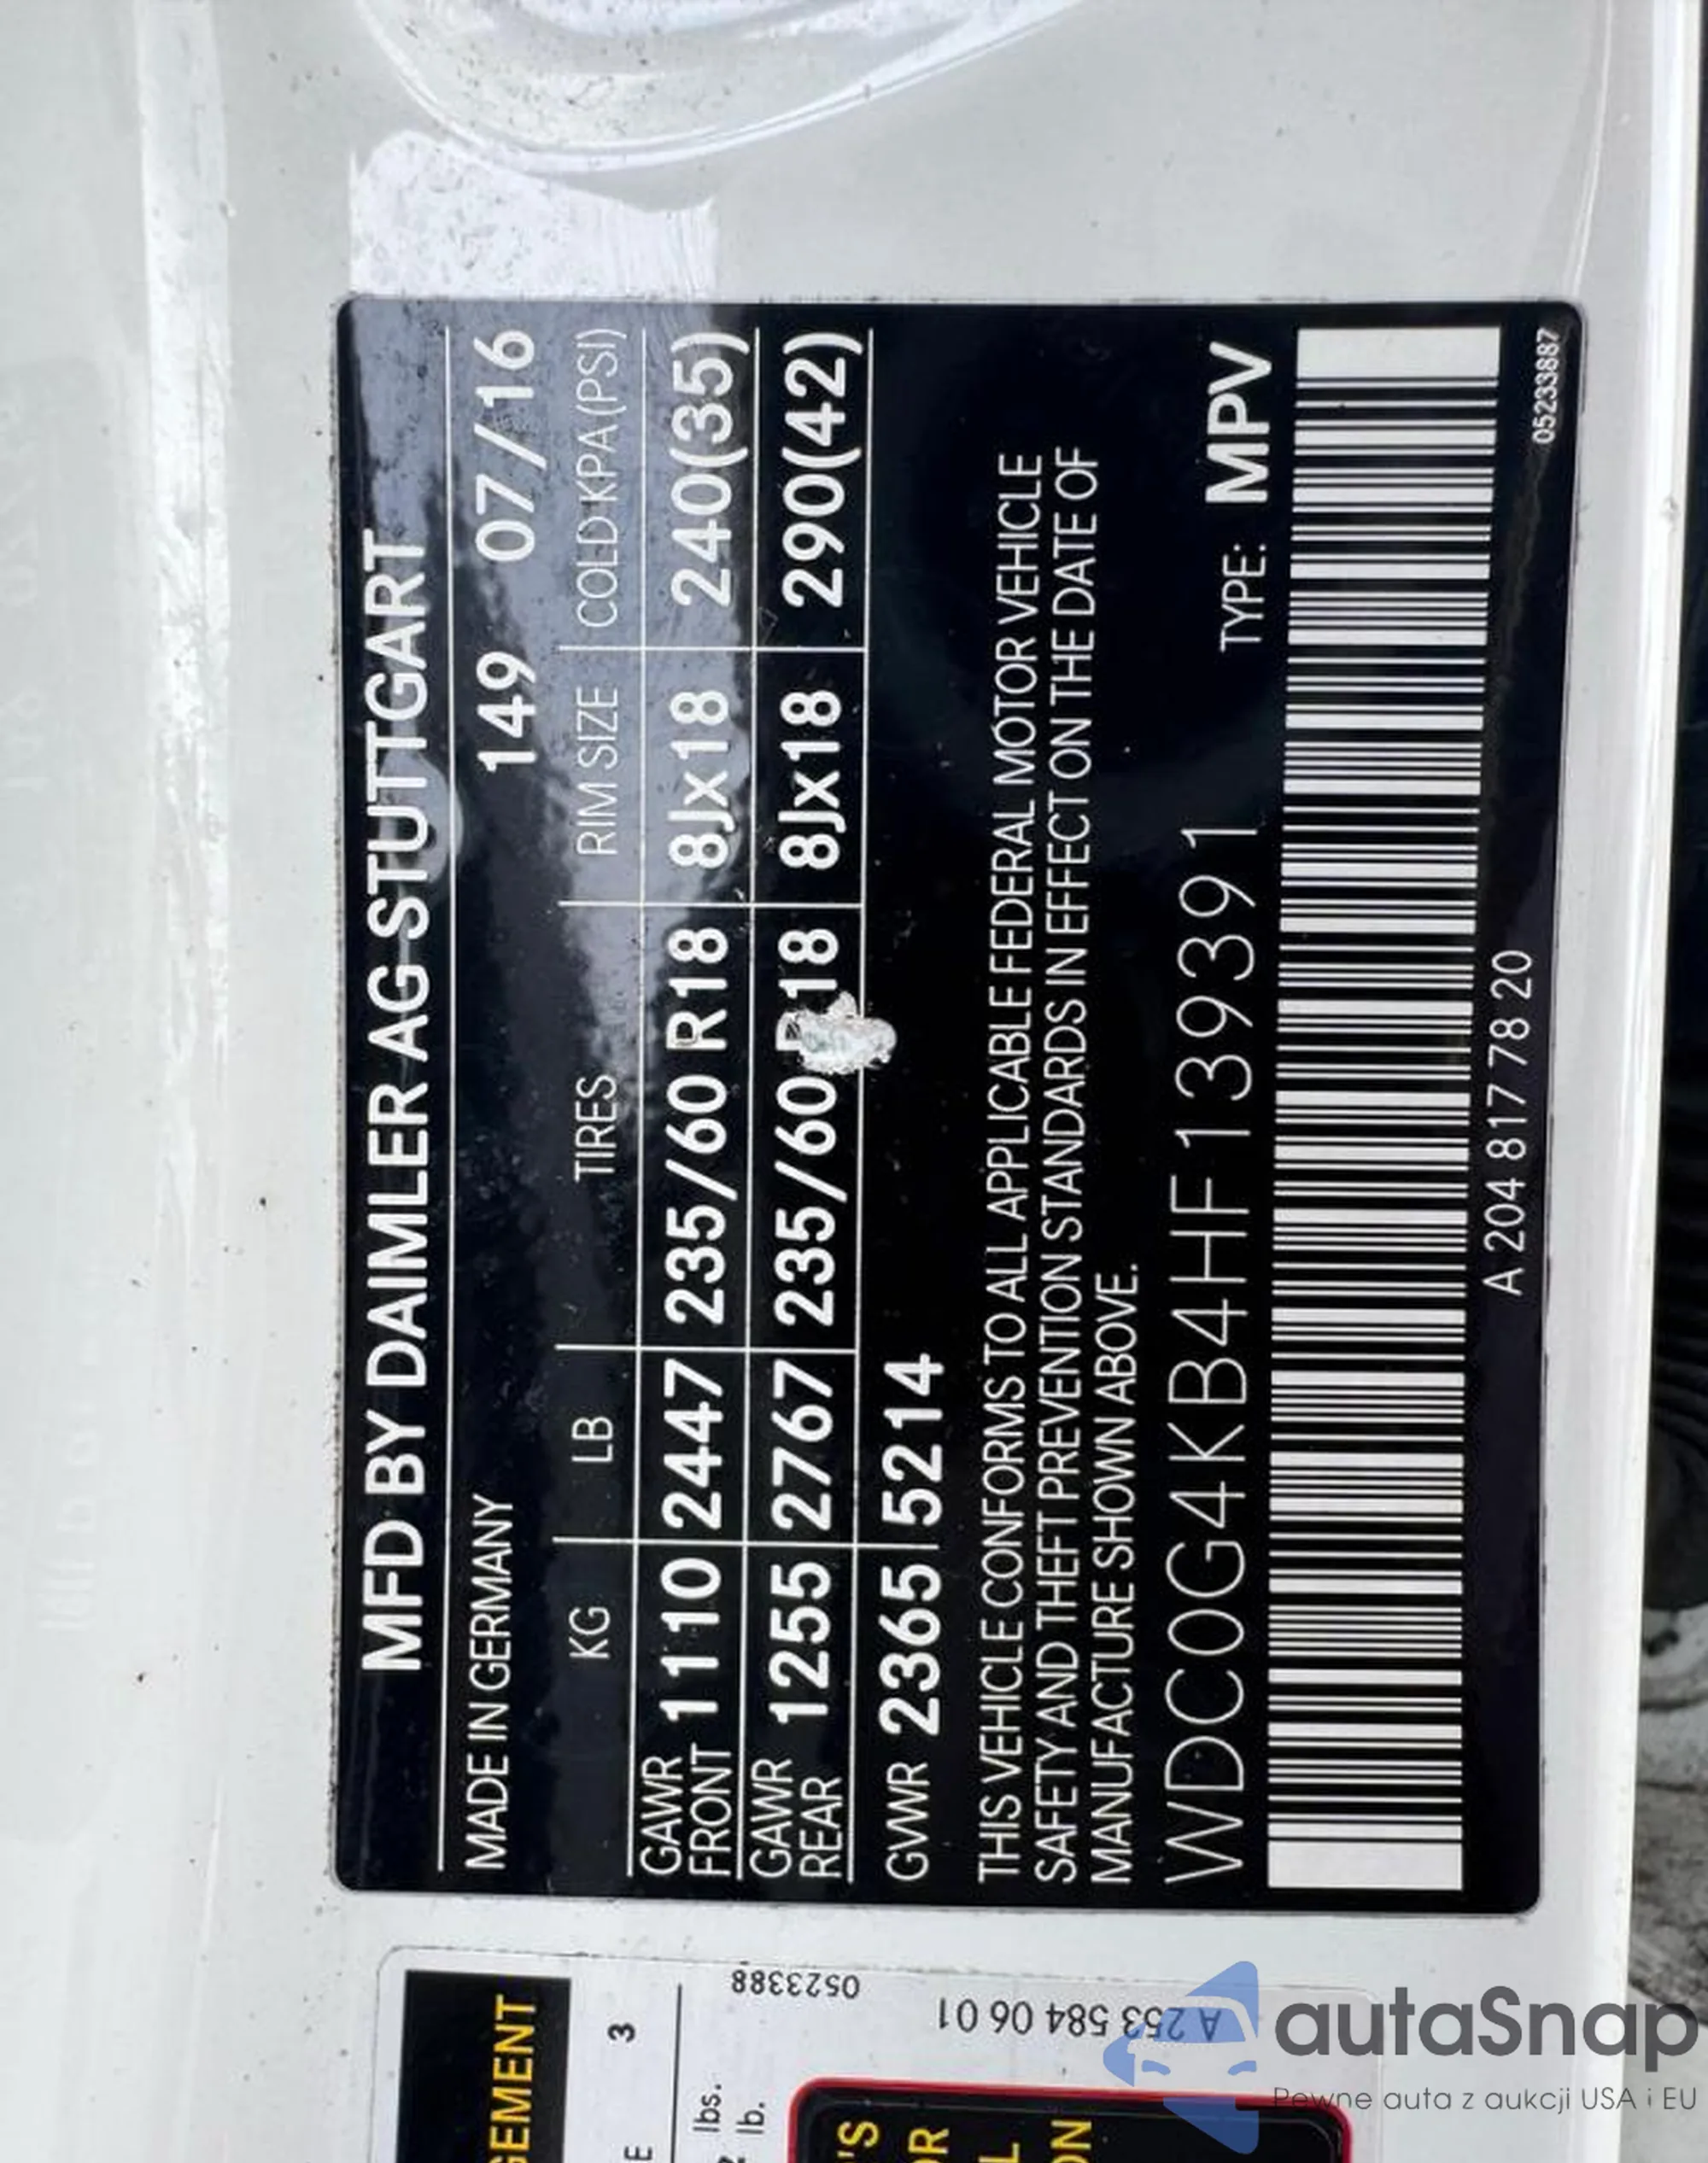 MFD BY DAIMLER AG STUTTGART
MADE IN GERMANY 149 07/16
KG LB TIRES RIM SIZE COLD KPA(PSI)
GAWR FRONT 1110 2447 235/60 R18 8Jx18 240(35)
GAWR REAR 1255 2767 235/60 R18 8Jx18 290(42)
GVWR 2365 5214
THIS VEHICLE CONFORMS TO ALL APPLICABLE FEDERAL MOTOR VEHICLE
SAFETY AND THEFT PREVENTION STANDARDS IN EFFECT ON THE DATE OF
MANUFACTURE SHOWN ABOVE.
WDC0G4KB4HF139391 TYPE: MPV
A 204 817 78 20
05233887
3
lbs.
lb.
0523388
A 253 584 06 01
autaSnap
Pewne auta z aukcji USA i EU